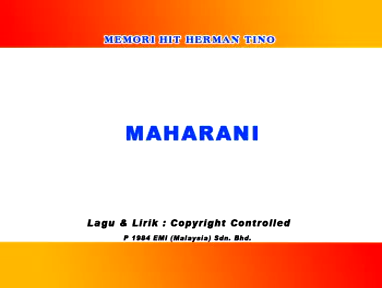 MEMORI HIT HERMAN TINO
MAHARANI
Lagu & Lirik : Copyright Controlled
P 1984 EMI (Malaysia) Sdn. Bhd.